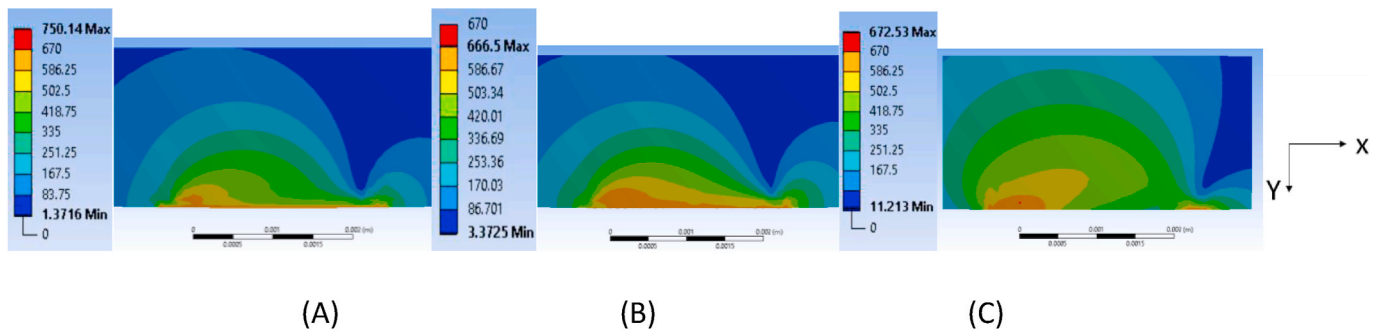 750.14 Max
670
586.25
502.5
418.75
335
251.25
167.5
83.75
1.3716 Min
0
0
0.002 (m)
0.0005
0.0015
670
666.5 Max
586.67
503.34
420.01
336.69
253.36
170.03
86.701
3.3725 Min
0
0.002 (m)
0.0005
0.0015
672.53 Max
670
586.25
502.5
418.75
335
251.25
167.5
11.213 Min
0
0
0.001
0.002 (m)
0.0005
0.0015
X
Y
(A)
(B)
(C)